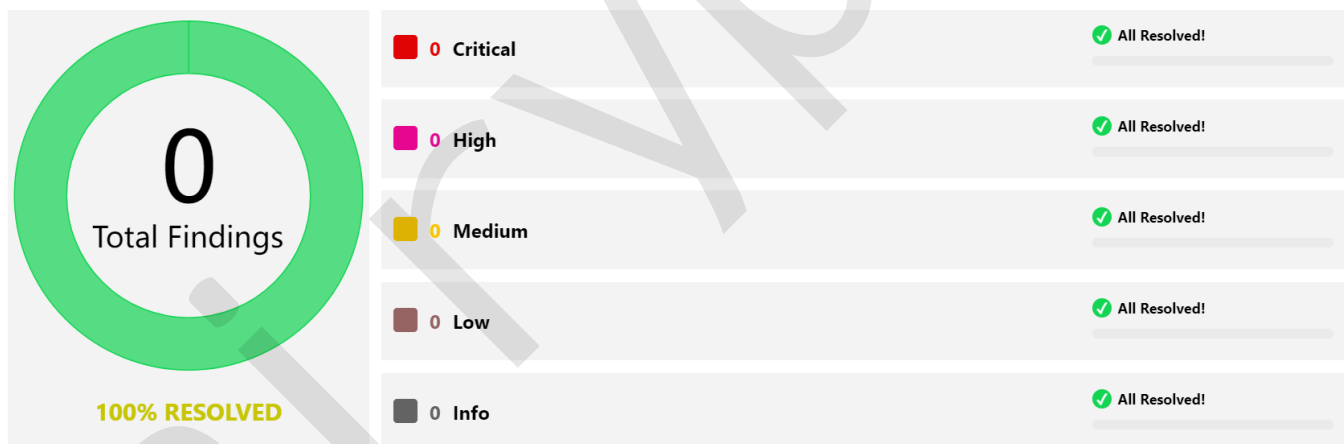 0
Total Findings
100% RESOLVED
0 Critical
All Resolved!
0 High
All Resolved!
0 Medium
All Resolved!
0 Low
All Resolved!
0 Info
All Resolved!